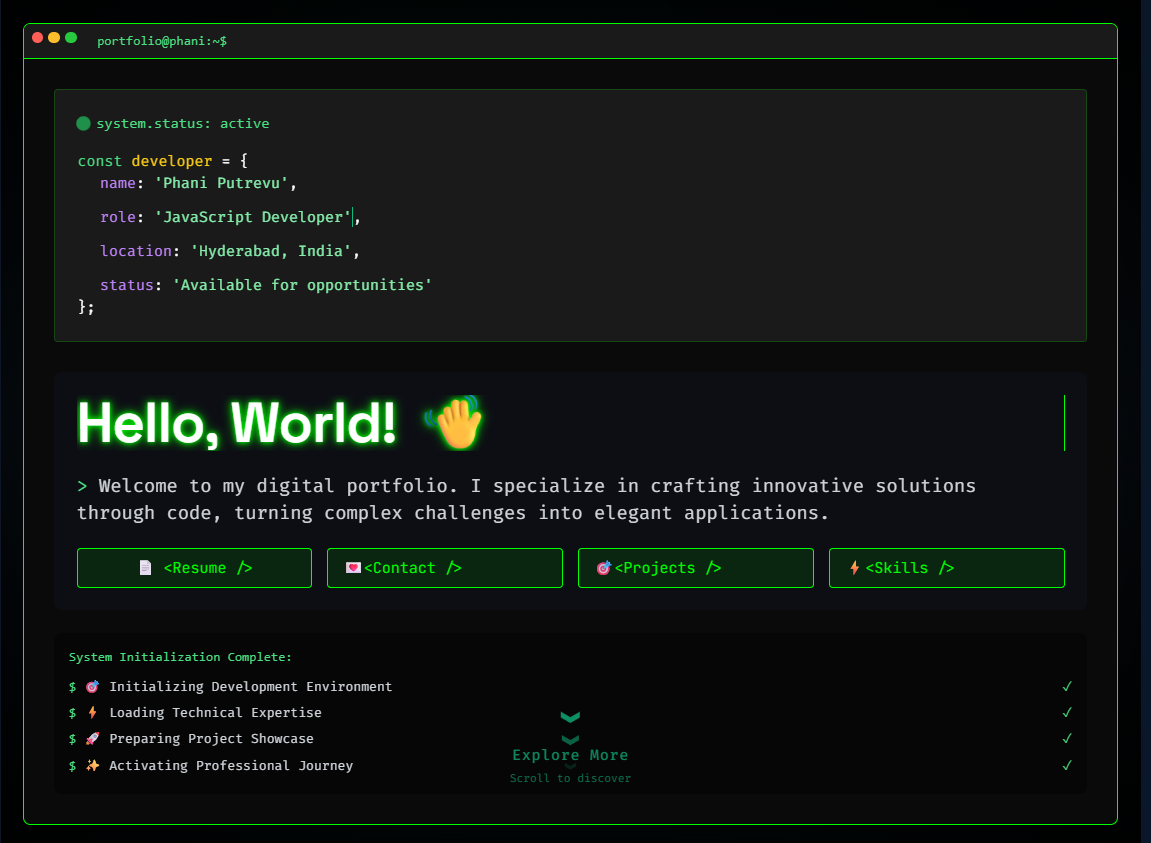 portfolio@phani:~$
system.status: active
const developer = {
name: 'Phani Putrevu',
role: 'JavaScript Developer',
location: 'Hyderabad, India',
status: 'Available for opportunities'
};
Hello, World! 👋
> Welcome to my digital portfolio. I specialize in crafting innovative solutions
through code, turning complex challenges into elegant applications.
📄 <Resume />
💌 <Contact />
🎯 <Projects />
⚡ <Skills />
System Initialization Complete:
$ 🎯 Initializing Development Environment ✓
$ ⚡ Loading Technical Expertise ✓
$ 🚀 Preparing Project Showcase ✓
$ ✨ Activating Professional Journey ✓
Explore More
Scroll to discover